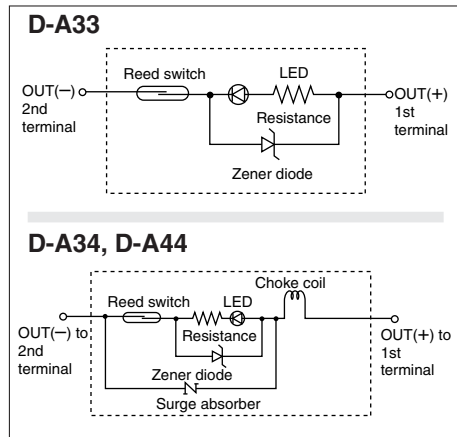 D-A33
Reed switch
LED
OUT(−)
2nd
terminal
OUT(+)
1st
terminal
Resistance
Zener diode
D-A34, D-A44
Choke coil
Reed switch
LED
OUT(−) to
2nd
terminal
OUT(+) to
1st
terminal
Resistance
Zener diode
Surge absorber